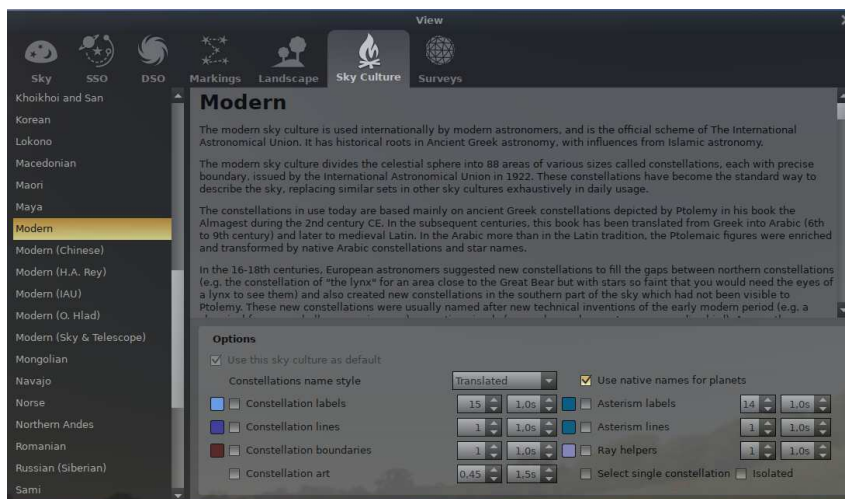 View
Sky SSO DSO Markings Landscape Sky Culture Surveys
Khoikhoi and San
Korean
Lokono
Macedonian
Maori
Maya
Modern
Modern (Chinese)
Modern (H.A. Rey)
Modern (IAU)
Modern (O. Hlad)
Modern (Sky & Telescope)
Mongolian
Navajo
Norse
Northern Andes
Romanian
Russian (Siberian)
Sami
Modern
The modern sky culture is used internationally by modern astronomers, and is the official scheme of The International
Astronomical Union. It has historical roots in Ancient Greek astronomy, with influences from Islamic astronomy.
The modern sky culture divides the celestial sphere into 88 areas of various sizes called constellations, each with precise
boundary, issued by the International Astronomical Union in 1922. These constellations have become the standard way to
describe the sky, replacing similar sets in other sky cultures exhaustively in daily usage.
The constellations in use today are based mainly on ancient Greek constellations depicted by Ptolemy in his book the
Almagest during the 2nd century CE. In the subsequent centuries, this book has been translated from Greek into Arabic (6th
to 9th century) and later to medieval Latin. In the Arabic more than in the Latin tradition, the Ptolemaic figures were enriched
and transformed by native Arabic constellations and star names.
In the 16-18th centuries, European astronomers suggested new constellations to fill the gaps between northern constellations
(e.g. the constellation of "the lynx" for an area close to the Great Bear but with stars so faint that you would need the eyes of
a lynx to see them) and also created new constellations in the southern part of the sky which had not been visible to
Ptolemy. These new constellations were usually named after new technical inventions of the early modern period (e.g. a
Options
Use this sky culture as default
Constellations name style Translated Use native names for planets
Constellation labels 15 1,0s Asterism labels 14 1,0s
Constellation lines 1 1,0s Asterism lines 1 1,0s
Constellation boundaries 1 1,0s Ray helpers 1 1,0s
Constellation art 0,45 1,5s Select single constellation Isolated